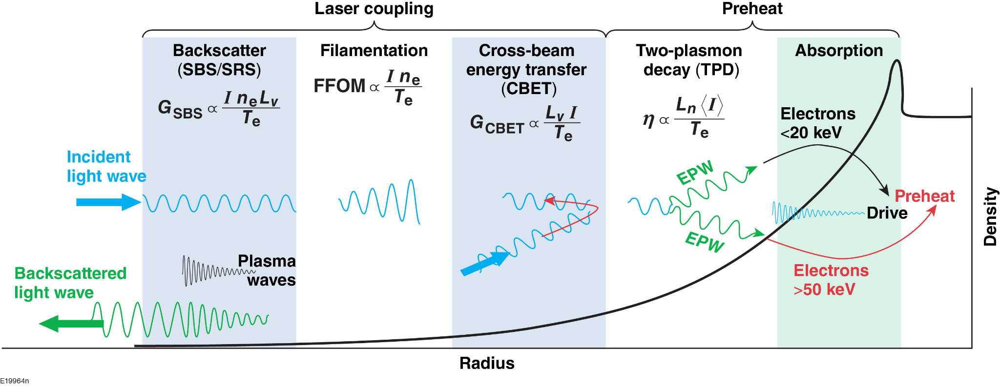 Laser coupling
Preheat
Backscatter
(SBS/SRS)
G_SBS ∝ I n_e L_v / T_e
Filamentation
FFOM ∝ I n_e / T_e
Cross-beam
energy transfer
(CBET)
G_CBET ∝ L_v I / T_e
Two-plasmon
decay (TPD)
η ∝ L_n ⟨I⟩ / T_e
Absorption
Electrons
<20 keV
Incident
light wave
EPW
EPW
Preheat
Drive
Electrons
>50 keV
Plasma
waves
Backscattered
light wave
Density
Radius
E19964n